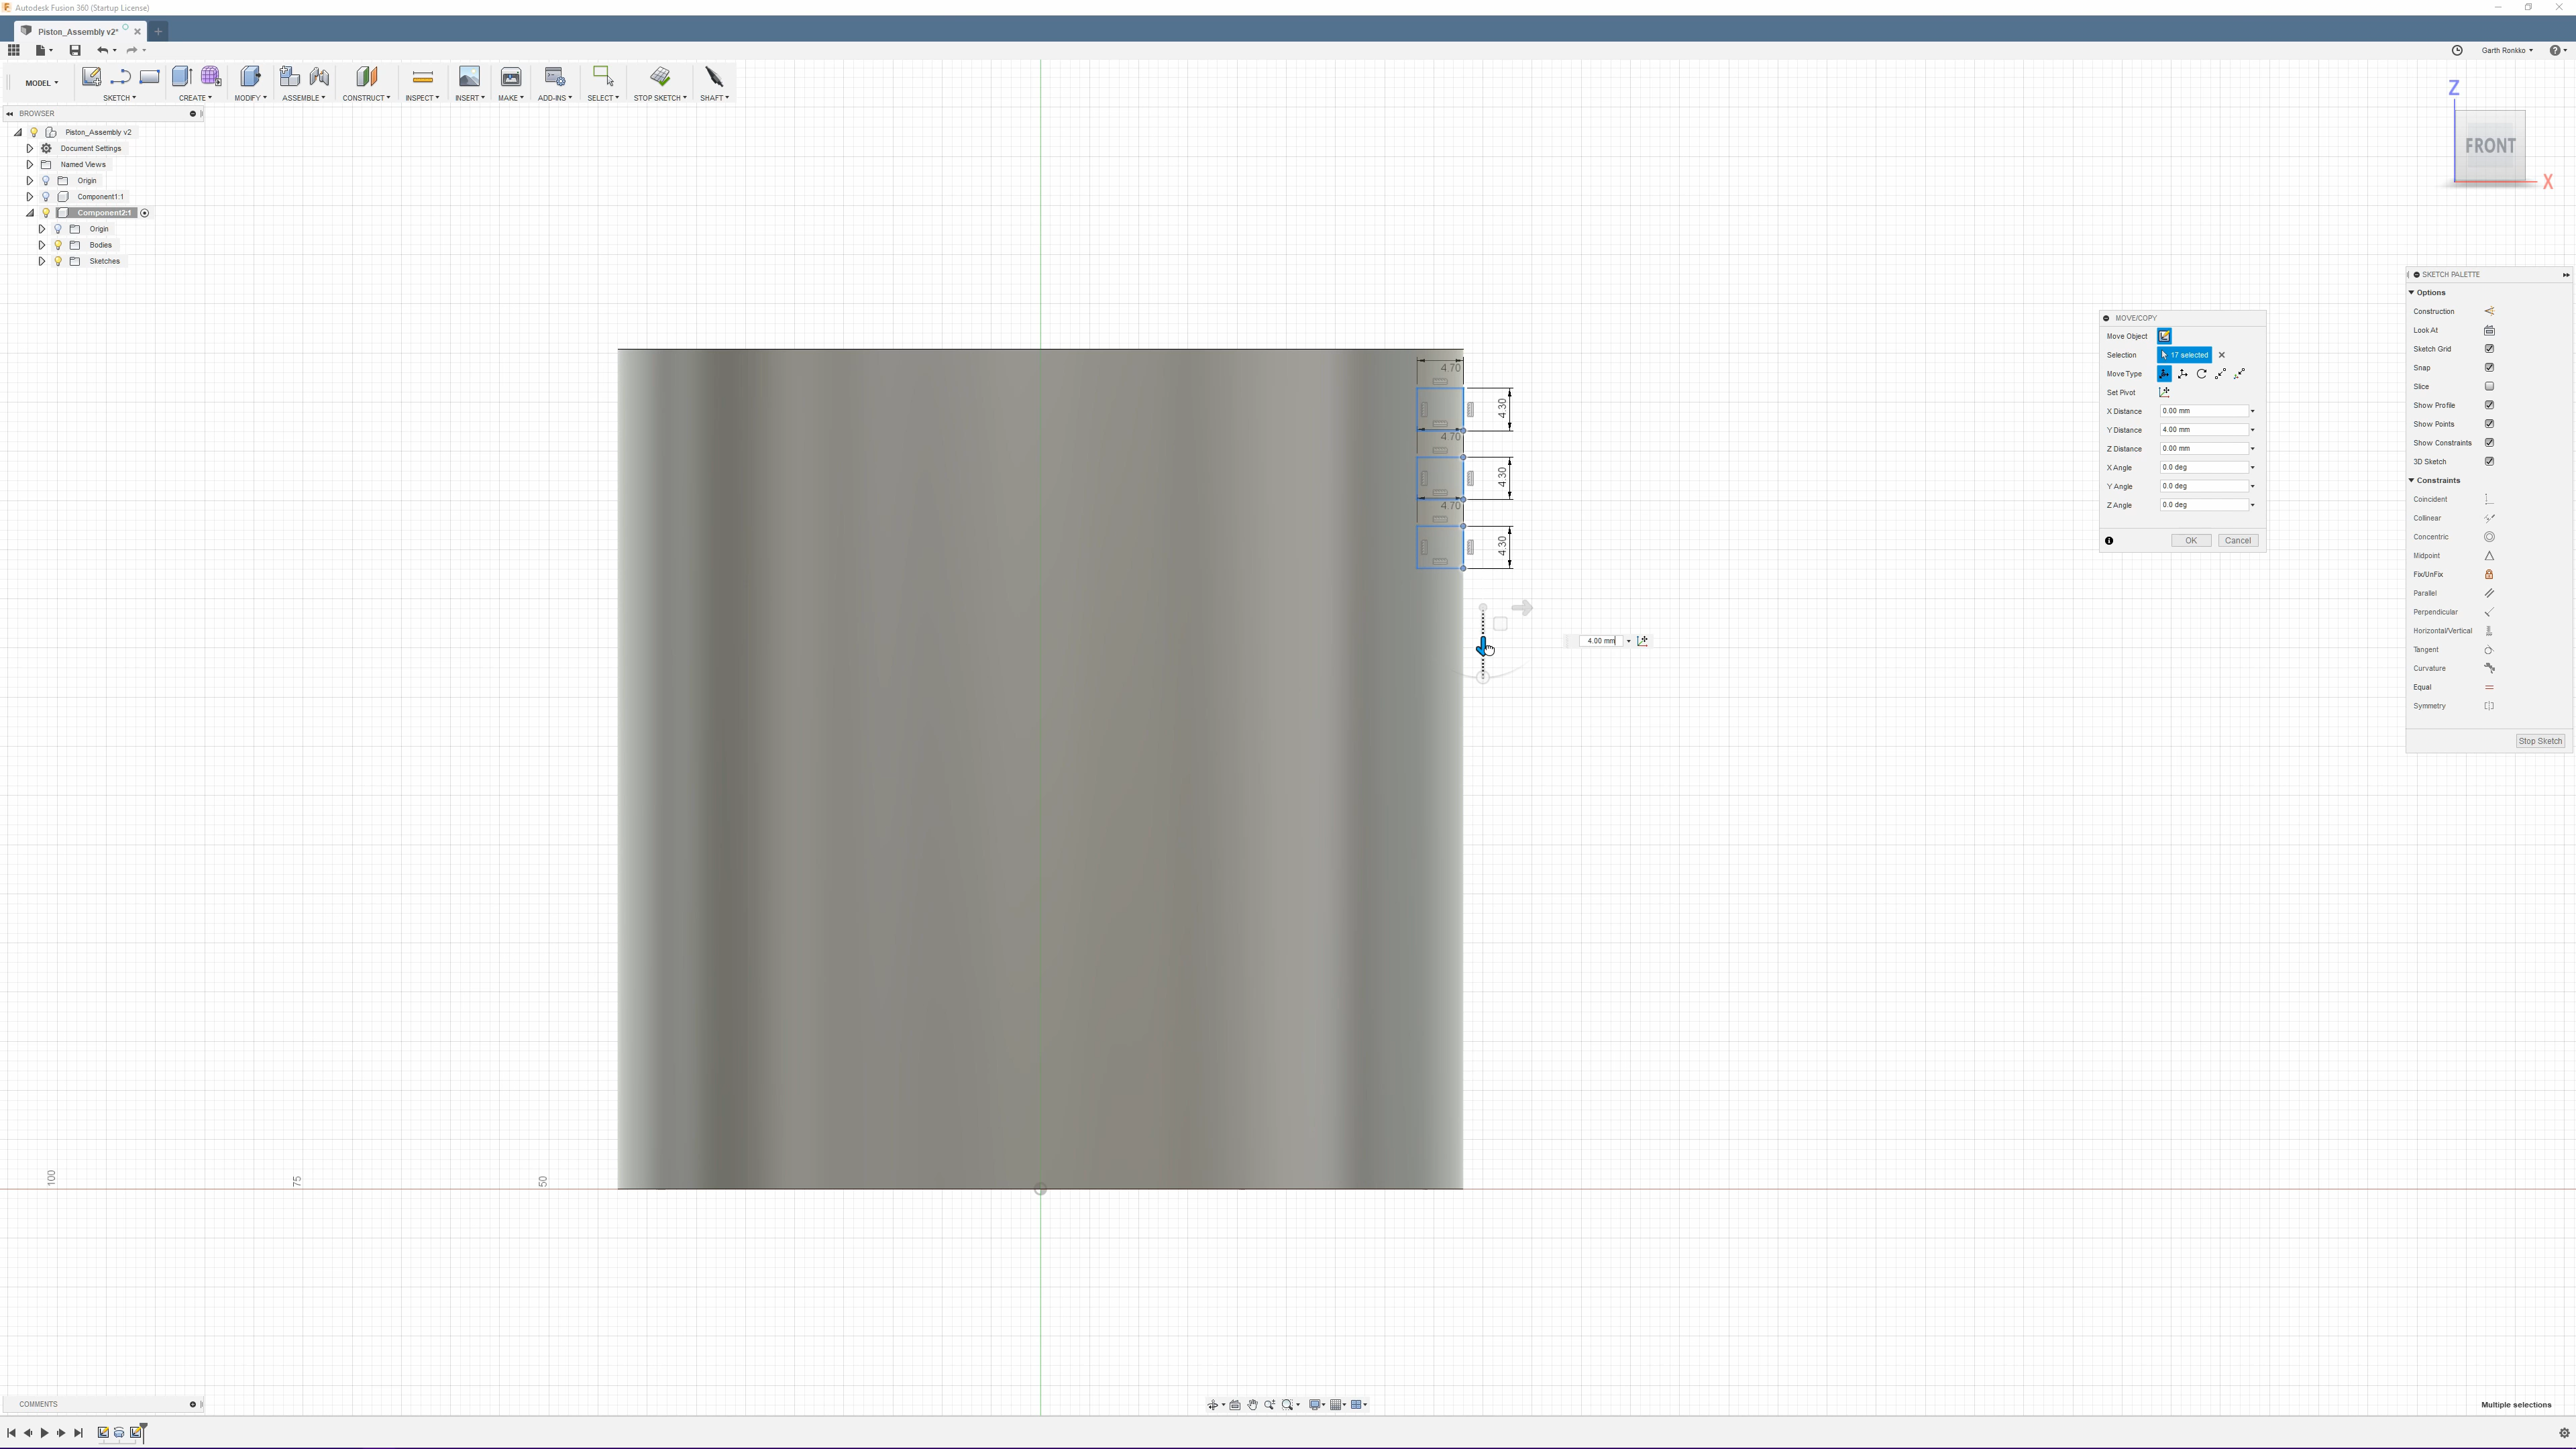 Autodesk Fusion 360 (Startup License)
Piston_Assembly v2*
Garth Ronkko
MODEL
SKETCH
CREATE
MODIFY
ASSEMBLE
CONSTRUCT
INSPECT
INSERT
MAKE
ADD-INS
SELECT
STOP SKETCH
SHAFT
BROWSER
Piston_Assembly v2
Document Settings
Named Views
Origin
Component1:1
Component2:1
Origin
Bodies
Sketches
Z
FRONT
X
4.70
4.30
4.70
4.30
4.70
4.30
4.00 mm
MOVE/COPY
Move Object
Selection 17 selected
Move Type
Set Pivot
X Distance 0.00 mm
Y Distance 4.00 mm
Z Distance 0.00 mm
X Angle 0.0 deg
Y Angle 0.0 deg
Z Angle 0.0 deg
OK Cancel
SKETCH PALETTE
Options
Construction
Look At
Sketch Grid
Snap
Slice
Show Profile
Show Points
Show Constraints
3D Sketch
Constraints
Coincident
Collinear
Concentric
Midpoint
Fix/UnFix
Parallel
Perpendicular
Horizontal/Vertical
Tangent
Curvature
Equal
Symmetry
Stop Sketch
100
75
50
COMMENTS
Multiple selections